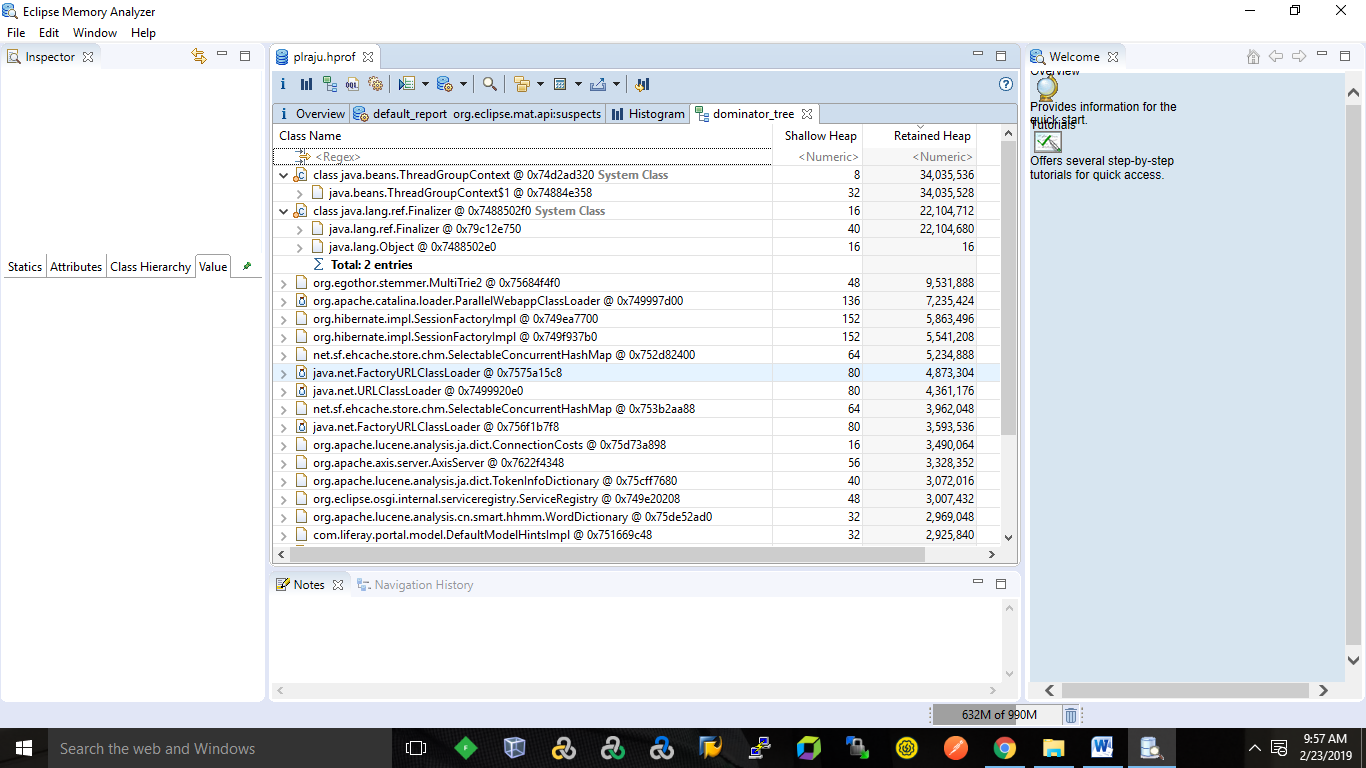 Eclipse Memory Analyzer
File Edit Window Help
Inspector
Statics Attributes Class Hierarchy Value
plraju.hprof
i OQL
i Overview default_report org.eclipse.mat.api:suspects Histogram dominator_tree
Class Name Shallow Heap Retained Heap
<Regex> <Numeric> <Numeric>
class java.beans.ThreadGroupContext @ 0x74d2ad320 System Class 8 34,035,536
java.beans.ThreadGroupContext$1 @ 0x74884e358 32 34,035,528
class java.lang.ref.Finalizer @ 0x7488502f0 System Class 16 22,104,712
java.lang.ref.Finalizer @ 0x79c12e750 40 22,104,680
java.lang.Object @ 0x7488502e0 16 16
Σ Total: 2 entries
org.egothor.stemmer.MultiTrie2 @ 0x75684f4f0 48 9,531,888
org.apache.catalina.loader.ParallelWebappClassLoader @ 0x749997d00 136 7,235,424
org.hibernate.impl.SessionFactoryImpl @ 0x749ea7700 152 5,863,496
org.hibernate.impl.SessionFactoryImpl @ 0x749f937b0 152 5,541,208
net.sf.ehcache.store.chm.SelectableConcurrentHashMap @ 0x752d82400 64 5,234,888
java.net.FactoryURLClassLoader @ 0x7575a15c8 80 4,873,304
java.net.URLClassLoader @ 0x7499920e0 80 4,361,176
net.sf.ehcache.store.chm.SelectableConcurrentHashMap @ 0x753b2aa88 64 3,962,048
java.net.FactoryURLClassLoader @ 0x756f1b7f8 80 3,593,536
org.apache.lucene.analysis.ja.dict.ConnectionCosts @ 0x75d73a898 16 3,490,064
org.apache.axis.server.AxisServer @ 0x7622f4348 56 3,328,352
org.apache.lucene.analysis.ja.dict.TokenInfoDictionary @ 0x75cff7680 40 3,072,016
org.eclipse.osgi.internal.serviceregistry.ServiceRegistry @ 0x749e20208 48 3,007,432
org.apache.lucene.analysis.cn.smart.hhmm.WordDictionary @ 0x75de52ad0 32 2,969,048
com.liferay.portal.model.DefaultModelHintsImpl @ 0x751669c48 32 2,925,840
Notes Navigation History
Welcome
Overview
Provides information for the
quick start.
Tutorials
Offers several step-by-step
tutorials for quick access.
632M of 990M
Search the web and Windows
9:57 AM
2/23/2019